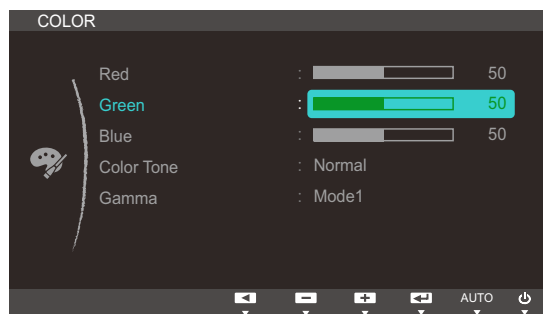 COLOR
Red : 50
Green : 50
Blue : 50
Color Tone : Normal
Gamma : Mode1
AUTO